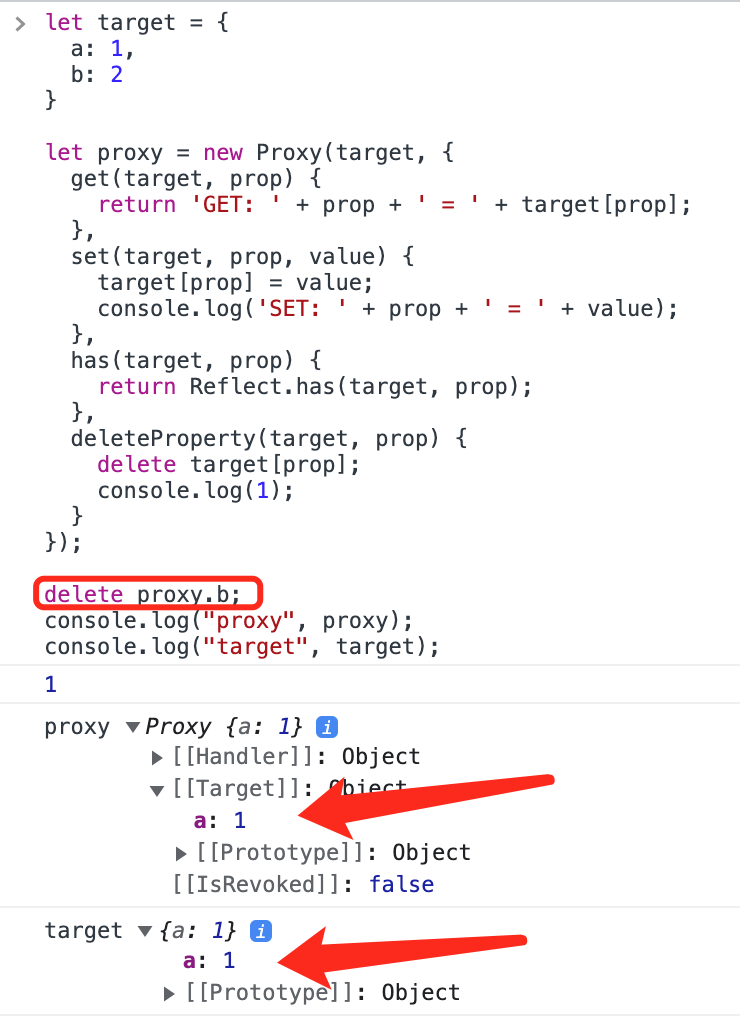 let target = {
  a: 1,
  b: 2
}

let proxy = new Proxy(target, {
  get(target, prop) {
    return 'GET: ' + prop + ' = ' + target[prop];
  },
  set(target, prop, value) {
    target[prop] = value;
    console.log('SET: ' + prop + ' = ' + value);
  },
  has(target, prop) {
    return Reflect.has(target, prop);
  },
  deleteProperty(target, prop) {
    delete target[prop];
    console.log(1);
  }
});

delete proxy.b;
console.log("proxy", proxy);
console.log("target", target);
1
proxy ▼Proxy {a: 1} i
▶[[Handler]]: Object
▼[[Target]]: Object
a: 1
▶[[Prototype]]: Object
[[IsRevoked]]: false
target ▼{a: 1} i
a: 1
▶[[Prototype]]: Object